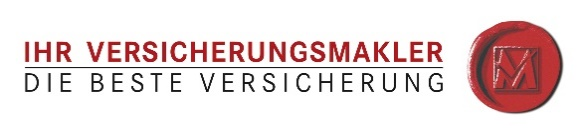 IHR VERSICHERUNGSMAKLER
DIE BESTE VERSICHERUNG